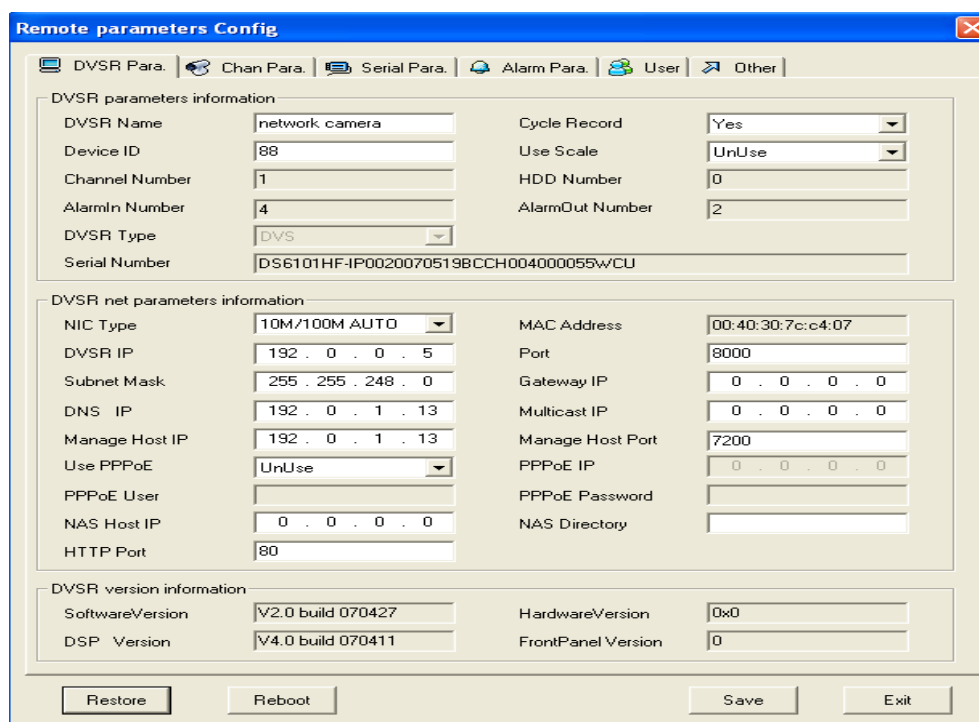 Remote parameters Config
DVSR Para. Chan Para. Serial Para. Alarm Para. User Other
DVSR parameters information
DVSR Name network camera Cycle Record Yes
Device ID 88 Use Scale UnUse
Channel Number 1 HDD Number 0
AlarmIn Number 4 AlarmOut Number 2
DVSR Type DVS
Serial Number DS6101HF-IP0020070519BCCH004000055WCU
DVSR net parameters information
NIC Type 10M/100M AUTO MAC Address 00:40:30:7c:c4:07
DVSR IP 192 . 0 . 0 . 5 Port 8000
Subnet Mask 255 . 255 . 248 . 0 Gateway IP 0 . 0 . 0 . 0
DNS IP 192 . 0 . 1 . 13 Multicast IP 0 . 0 . 0 . 0
Manage Host IP 192 . 0 . 1 . 13 Manage Host Port 7200
Use PPPoE UnUse PPPoE IP 0 . 0 . 0 . 0
PPPoE User PPPoE Password
NAS Host IP 0 . 0 . 0 . 0 NAS Directory
HTTP Port 80
DVSR version information
SoftwareVersion V2.0 build 070427 HardwareVersion 0x0
DSP Version V4.0 build 070411 FrontPanel Version 0
Restore Reboot Save Exit